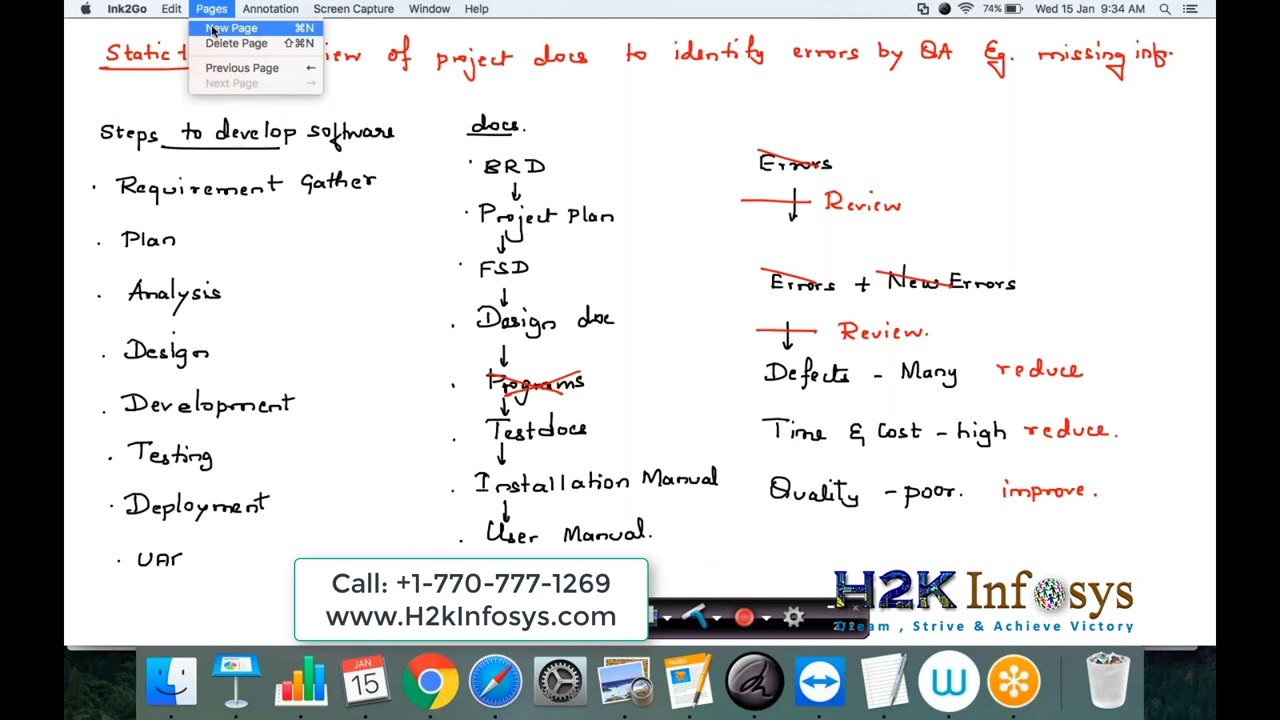 Ink2Go Edit Pages Annotation Screen Capture Window Help 74% Wed 15 Jan 9:34 AM
New Page ⌘N
Delete Page ⇧⌘N
Previous Page ←
Next Page →
Static of project docs to identify errors by QA Eg. missing info.
Steps to develop software
. Requirement Gather
. Plan
. Analysis
. Design
. Development
. Testing
. Deployment
. UAT
docs.
. BRD
. Project Plan
. FSD
. Design doc
. Programs
. Test docs
. Installation Manual
. User Manual.
Errors
Review
Errors + New Errors
Review.
Defects - Many reduce
Time & Cost - high reduce.
Quality - poor. improve.
Call: +1-770-777-1269
www.H2kInfosys.com
H2K Infosys
Dream , Strive & Achieve Victory
JAN
15
PAGES
W